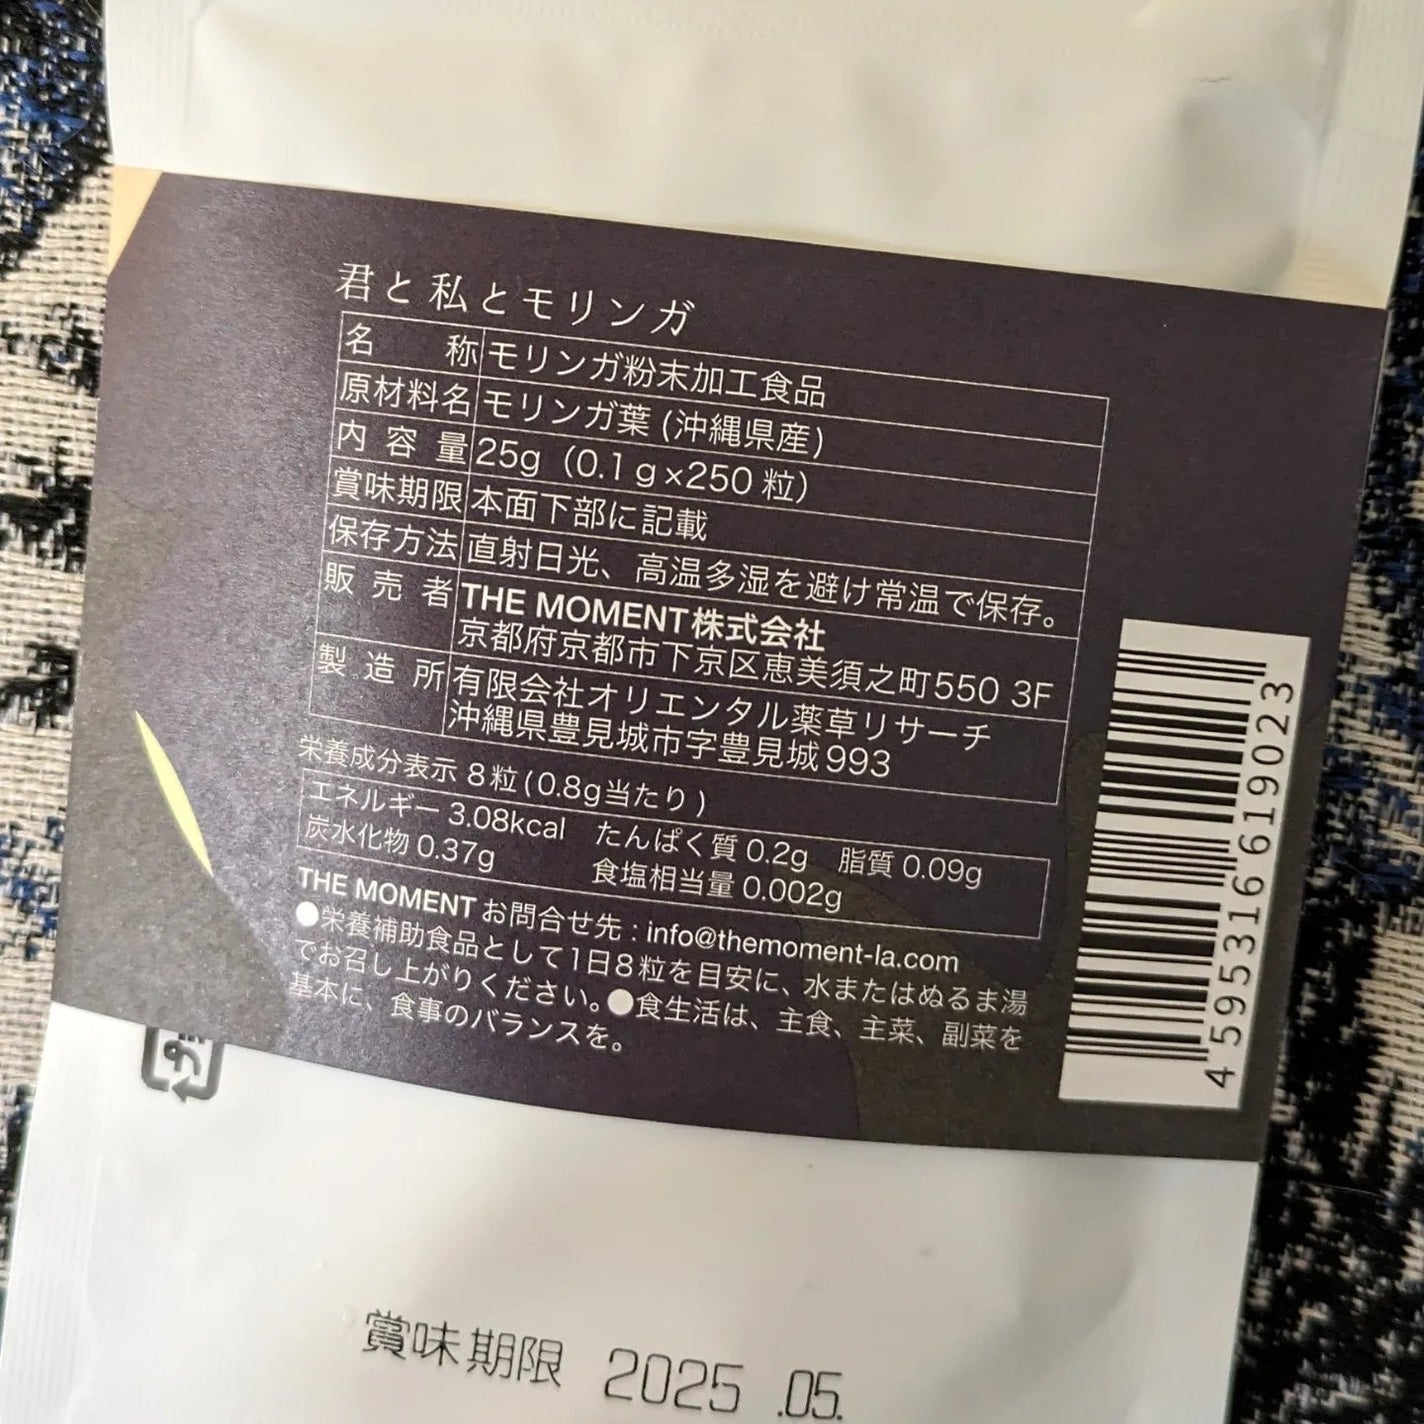 君と私とモリンガ
名 称 モリンガ粉末加工食品
原材料名 モリンガ葉 (沖縄県産)
内 容 量 25g (0.1g×250 粒)
賞味期限 本面下部に記載
保存方法 直射日光、高温多湿を避け常温で保存。
販 売 者 THE MOMENT株式会社
京都府京都市下京区恵美須之町550 3F
製 造 所 有限会社オリエンタル薬草リサーチ
沖縄県豊見城市字豊見城993
栄養成分表示 8粒(0.8g当たり)
エネルギー 3.08kcal たんぱく質 0.2g 脂質 0.09g
炭水化物 0.37g 食塩相当量 0.002g
THE MOMENT お問合せ先 : info@themoment-la.com
●栄養補助食品として1日8粒を目安に、水またはぬるま湯
でお召し上がりください。●食生活は、主食、主菜、副菜を
基本に、食事のバランスを。
4 595316 619023
賞味期限 2025 .05.